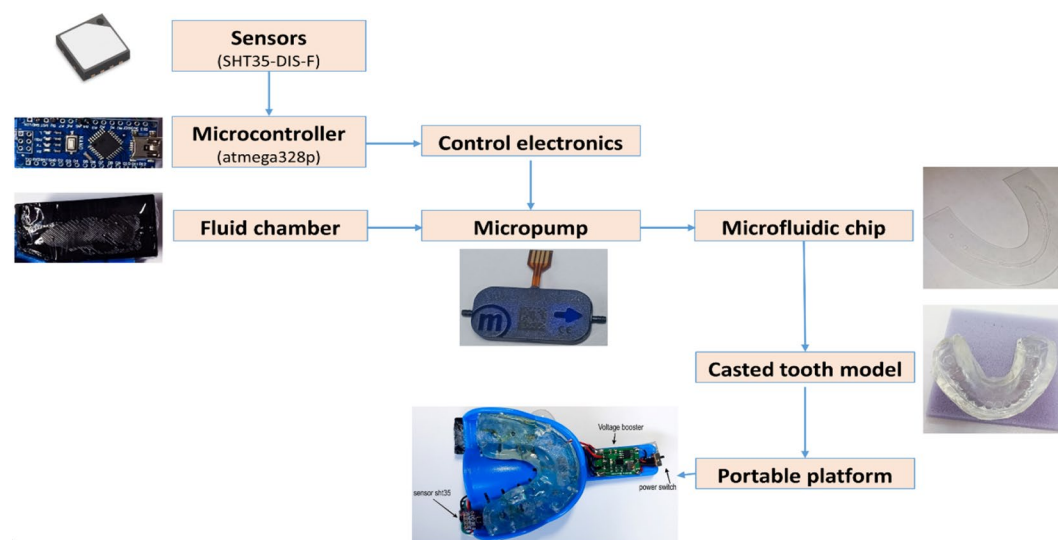 Sensors
(SHT35-DIS-F)
Microcontroller
(atmega328p)
Control electronics
Fluid chamber
Micropump
Microfluidic chip
m
CE
Casted tooth model
Voltage booster
power switch
sensor sht35
Portable platform